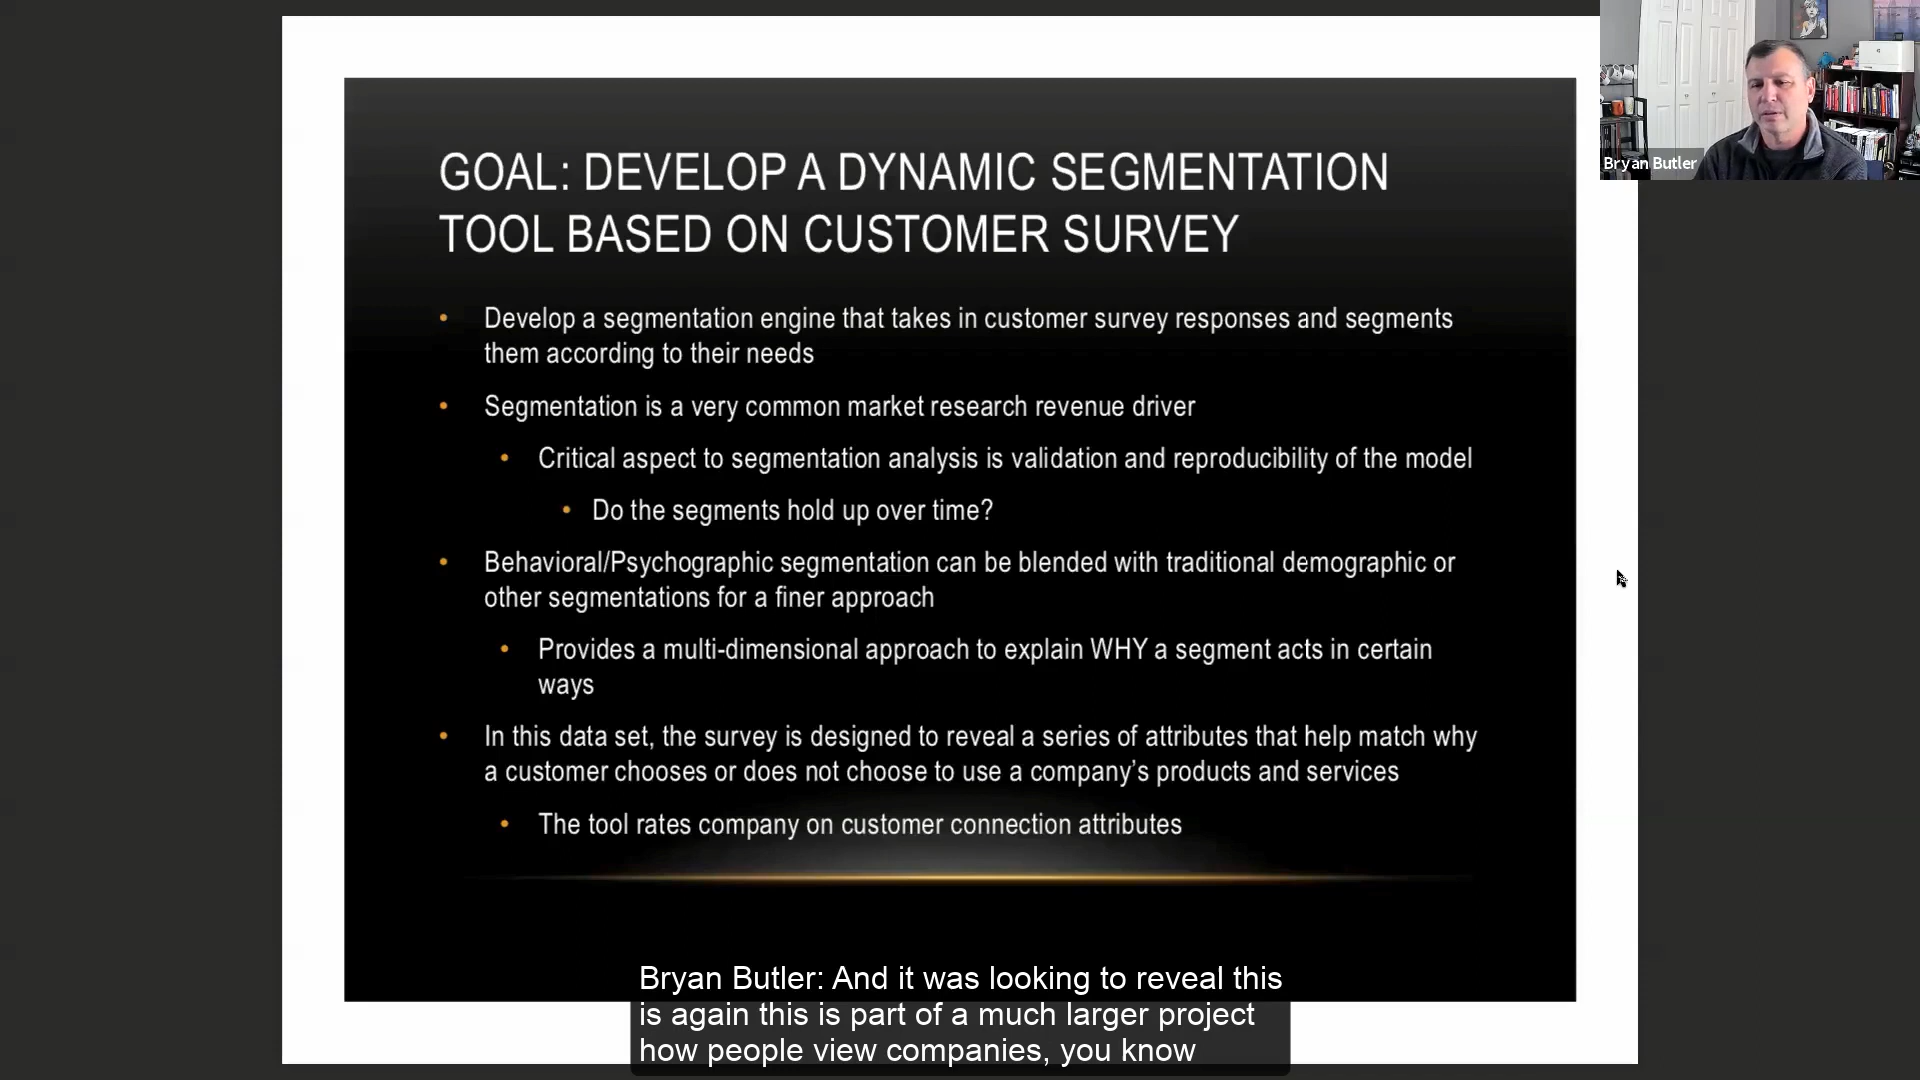 GOAL: DEVELOP A DYNAMIC SEGMENTATION
TOOL BASED ON CUSTOMER SURVEY
• Develop a segmentation engine that takes in customer survey responses and segments
them according to their needs
• Segmentation is a very common market research revenue driver
• Critical aspect to segmentation analysis is validation and reproducibility of the model
• Do the segments hold up over time?
• Behavioral/Psychographic segmentation can be blended with traditional demographic or
other segmentations for a finer approach
• Provides a multi-dimensional approach to explain WHY a segment acts in certain
ways
• In this data set, the survey is designed to reveal a series of attributes that help match why
a customer chooses or does not choose to use a company’s products and services
• The tool rates company on customer connection attributes
Bryan Butler
Bryan Butler: And it was looking to reveal this
is again this is part of a much larger project
how people view companies, you know